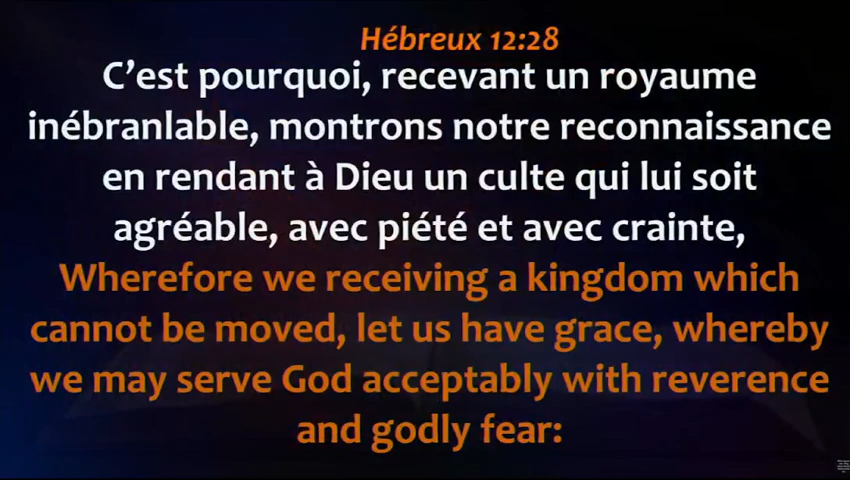 Hébreux 12:28
C’est pourquoi, recevant un royaume
inébranlable, montrons notre reconnaissance
en rendant à Dieu un culte qui lui soit
agréable, avec piété et avec crainte,
Wherefore we receiving a kingdom which
cannot be moved, let us have grace, whereby
we may serve God acceptably with reverence
and godly fear: